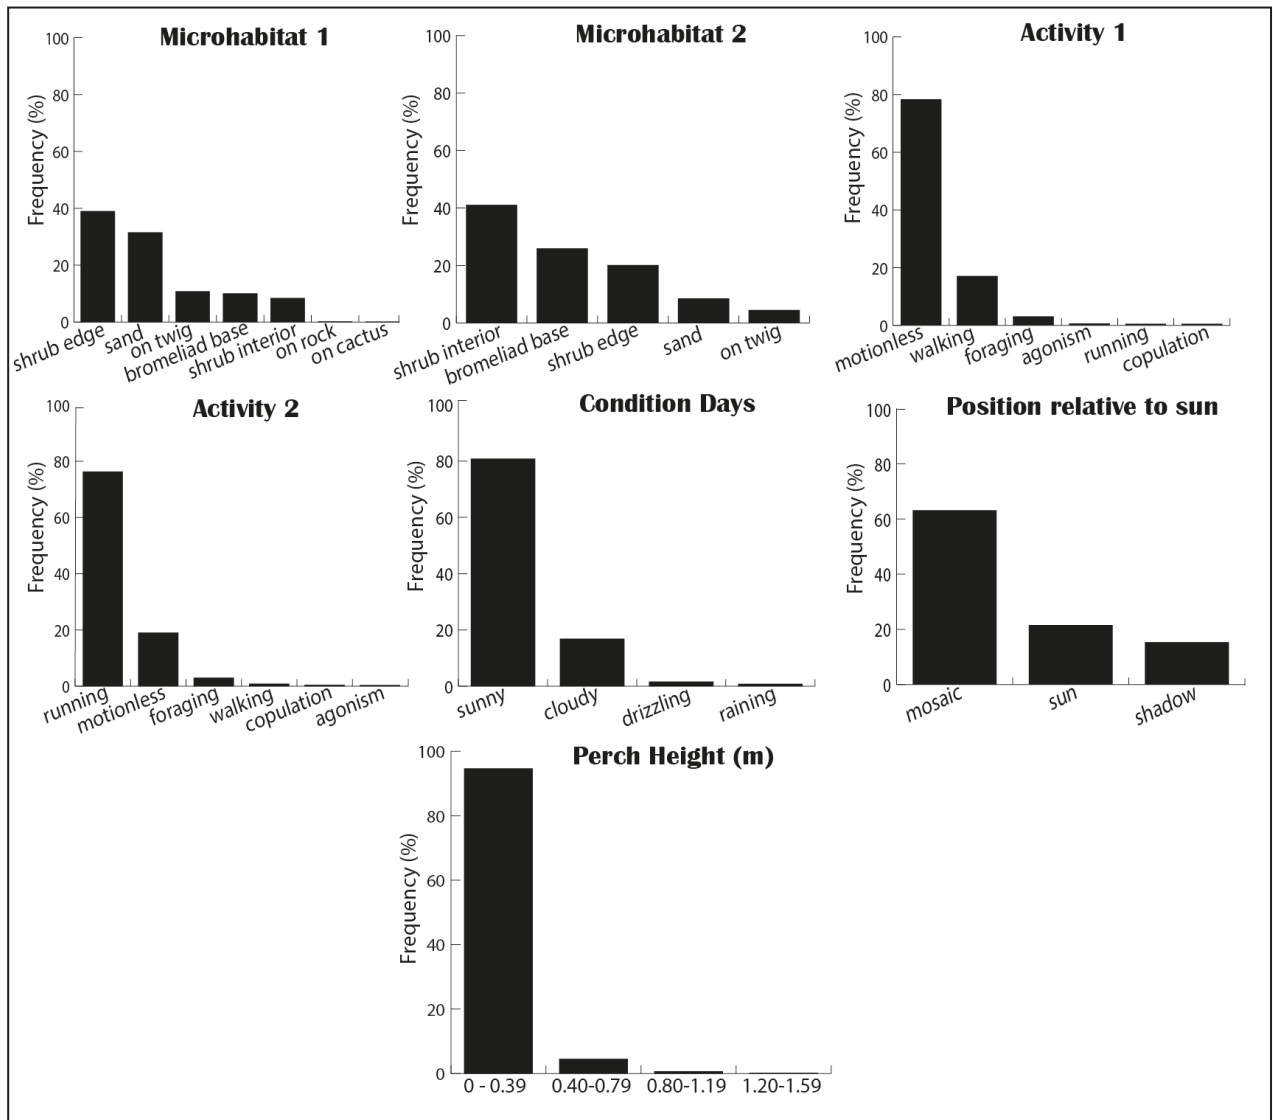 Microhabitat 1
Frequency (%)
100
80
60
40
20
0
shrub edge
sand
on twig
bromeliad base
shrub interior
on rock
on cactus
Microhabitat 2
Frequency (%)
100
80
60
40
20
0
shrub interior
bromeliad base
shrub edge
sand
on twig
Activity 1
Frequency (%)
100
80
60
40
20
0
motionless
walking
foraging
agonism
running
copulation
Activity 2
Frequency (%)
100
80
60
40
20
0
running
motionless
foraging
walking
copulation
agonism
Condition Days
Frequency (%)
100
80
60
40
20
0
sunny
cloudy
drizzling
raining
Position relative to sun
Frequency (%)
100
80
60
40
20
0
mosaic
sun
shadow
Perch Height (m)
Frequency (%)
100
80
60
40
20
0
0 - 0.39
0.40-0.79
0.80-1.19
1.20-1.59